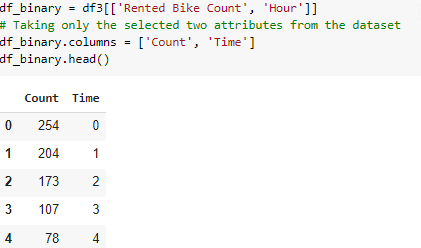 df_binary = df3[['Rented Bike Count', 'Hour']]
# Taking only the selected two attributes from the dataset
df_binary.columns = ['Count', 'Time']
df_binary.head()
Count Time
0 254 0
1 204 1
2 173 2
3 107 3
4 78 4